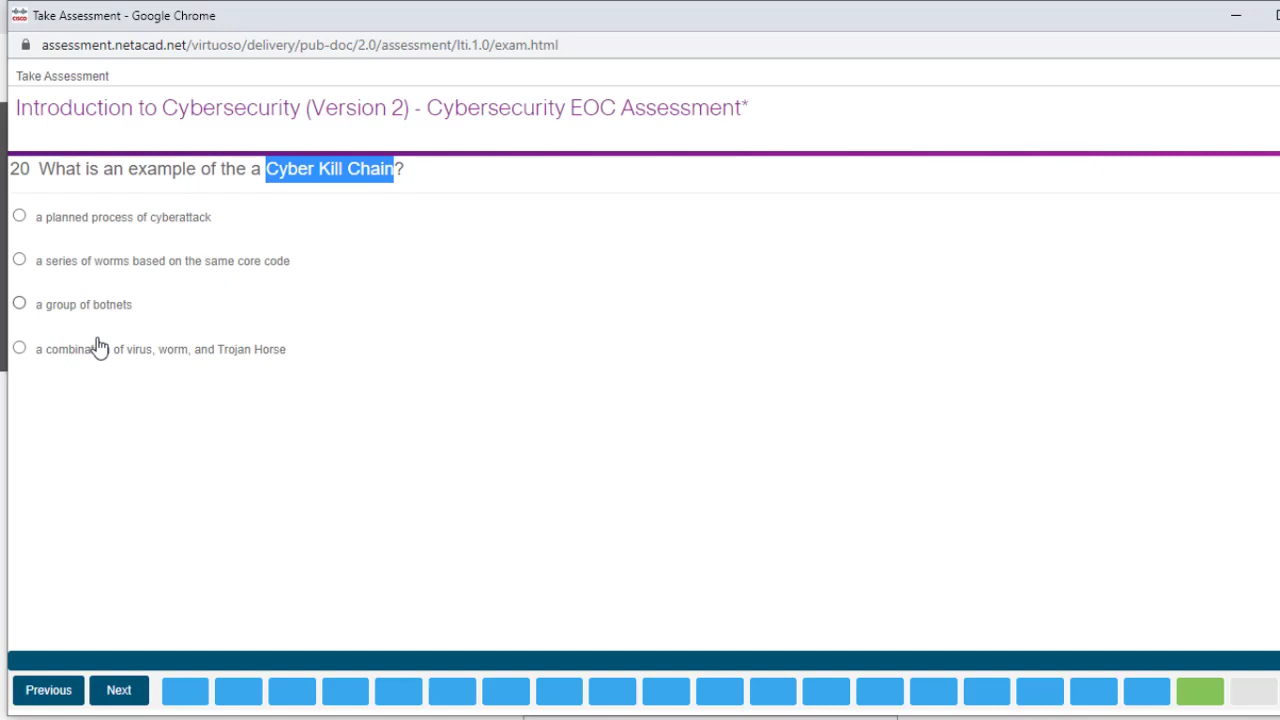 CISCO
Take Assessment - Google Chrome
assessment.netacad.net/virtuoso/delivery/pub-doc/2.0/assessment/lti.1.0/exam.html
Take Assessment
Introduction to Cybersecurity (Version 2) - Cybersecurity EOC Assessment*
20 What is an example of the a Cyber Kill Chain?
a planned process of cyberattack
a series of worms based on the same core code
a group of botnets
a of virus, worm, and Trojan Horse
Previous Next